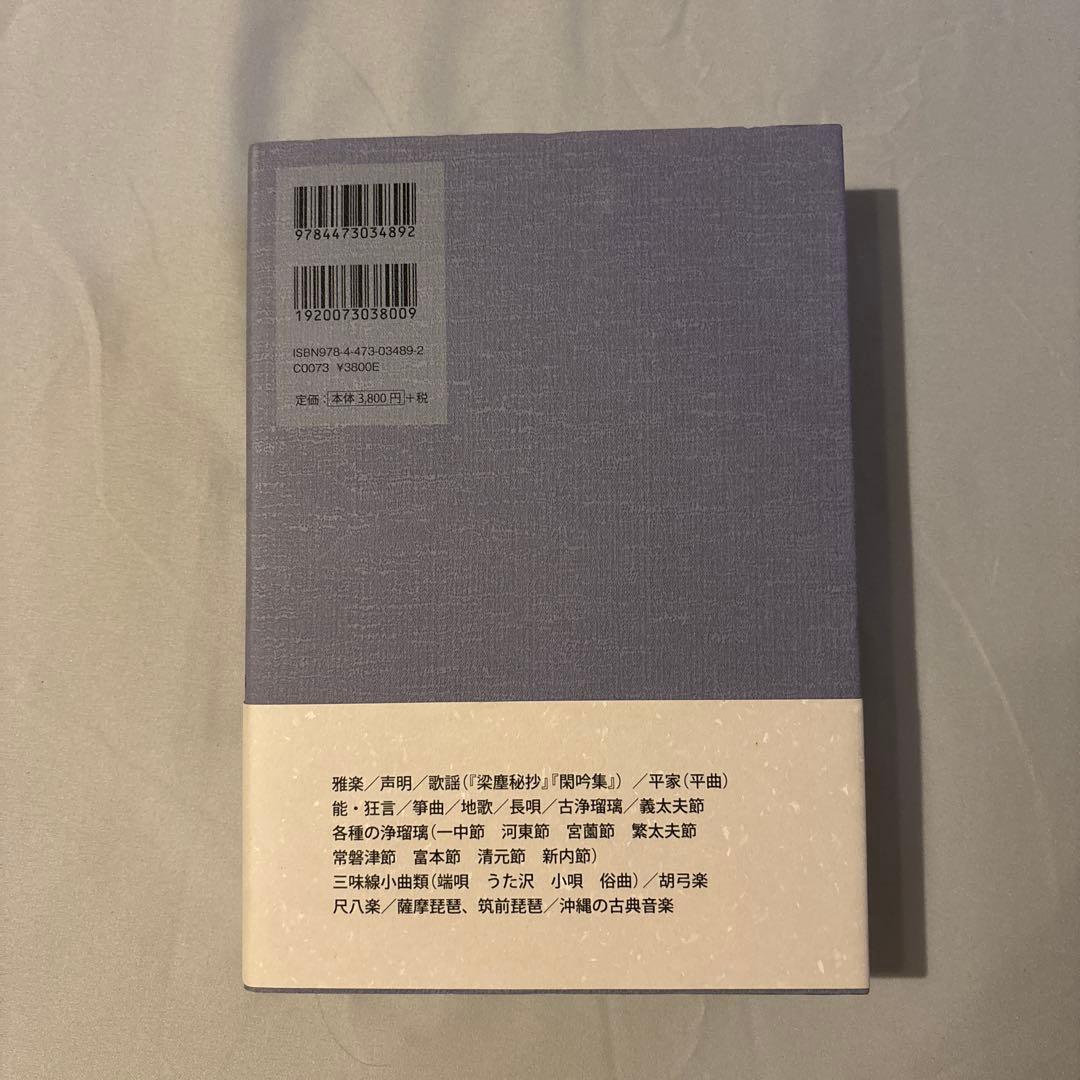 9784473034892
1920073038009
ISBN978-4-473-03489-2
C0073 ¥3800E
定価：本体3,800円+税
雅楽／声明／歌謡（『梁塵秘抄』『閑吟集』）／平家（平曲）
能・狂言／箏曲／地歌／長唄／古浄瑠璃／義太夫節
各種の浄瑠璃（一中節　河東節　宮薗節　繁太夫節
常磐津節　富本節　清元節　新内節）
三味線小曲類（端唄　うた沢　小唄　俗曲）／胡弓楽
尺八楽／薩摩琵琶、筑前琵琶／沖縄の古典音楽